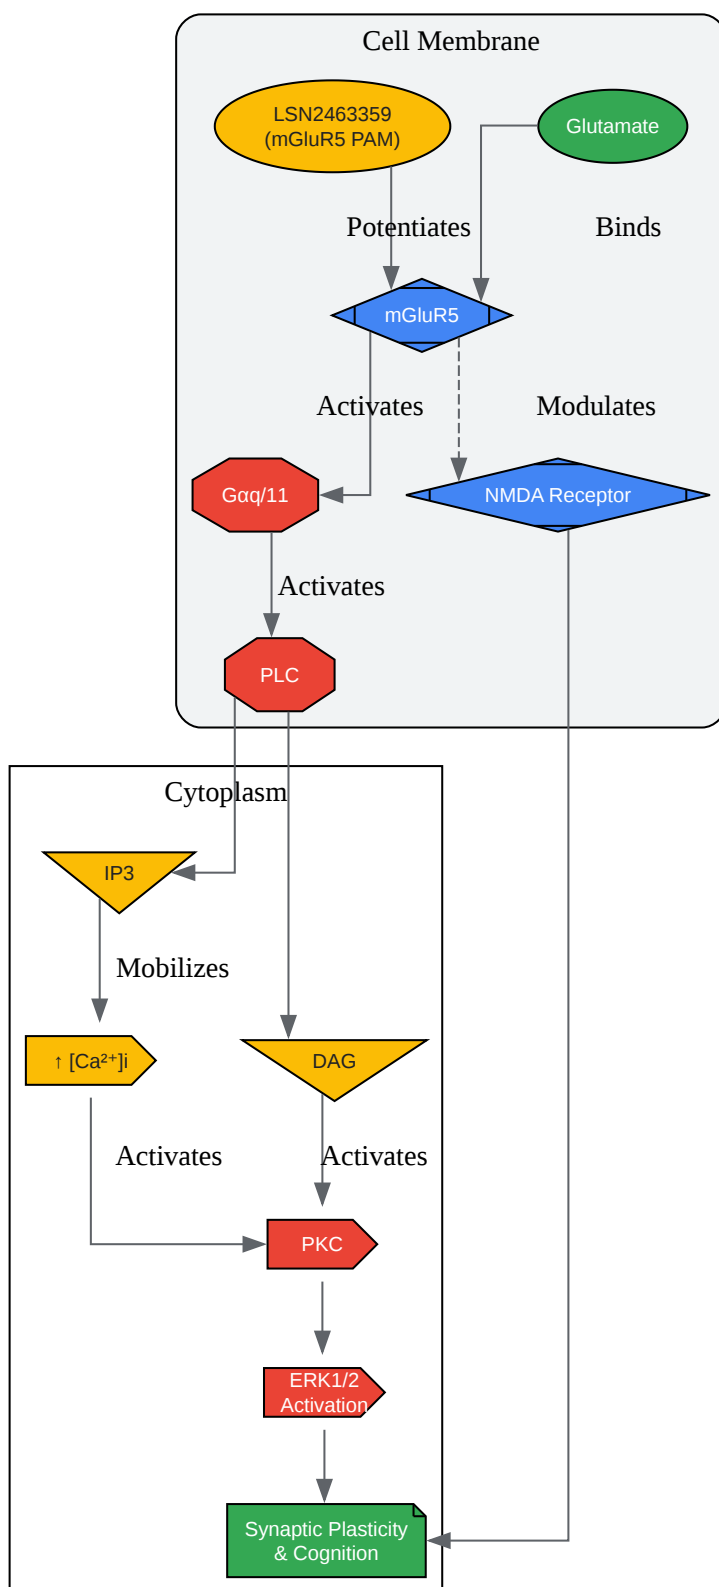 Cell Membrane
LSN2463359
(mGluR5 PAM)
Glutamate
Potentiates
Binds
mGluR5
Activates
Modulates
Gαq/11
NMDA Receptor
Activates
PLC
Cytoplasm
IP3
Mobilizes
↑ [Ca²⁺]i
DAG
Activates
Activates
PKC
ERK1/2
Activation
Synaptic Plasticity
& Cognition